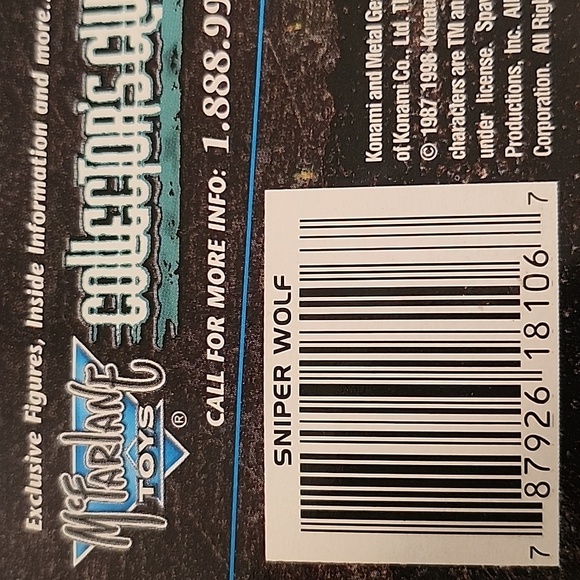 Exclusive Figures, Inside Information and more..
McFARLANE
TOYS®
COLLECTOR'S CLU
CALL FOR MORE INFO: 1.888.99
Konami and Metal Ge
of Konami Co., Ltd. T
© 1987 1998 Konam
characters are TM an
under license. Spaw
Productions, Inc. All
Corporation. All Righ
SNIPER WOLF
7 87926 18106 7